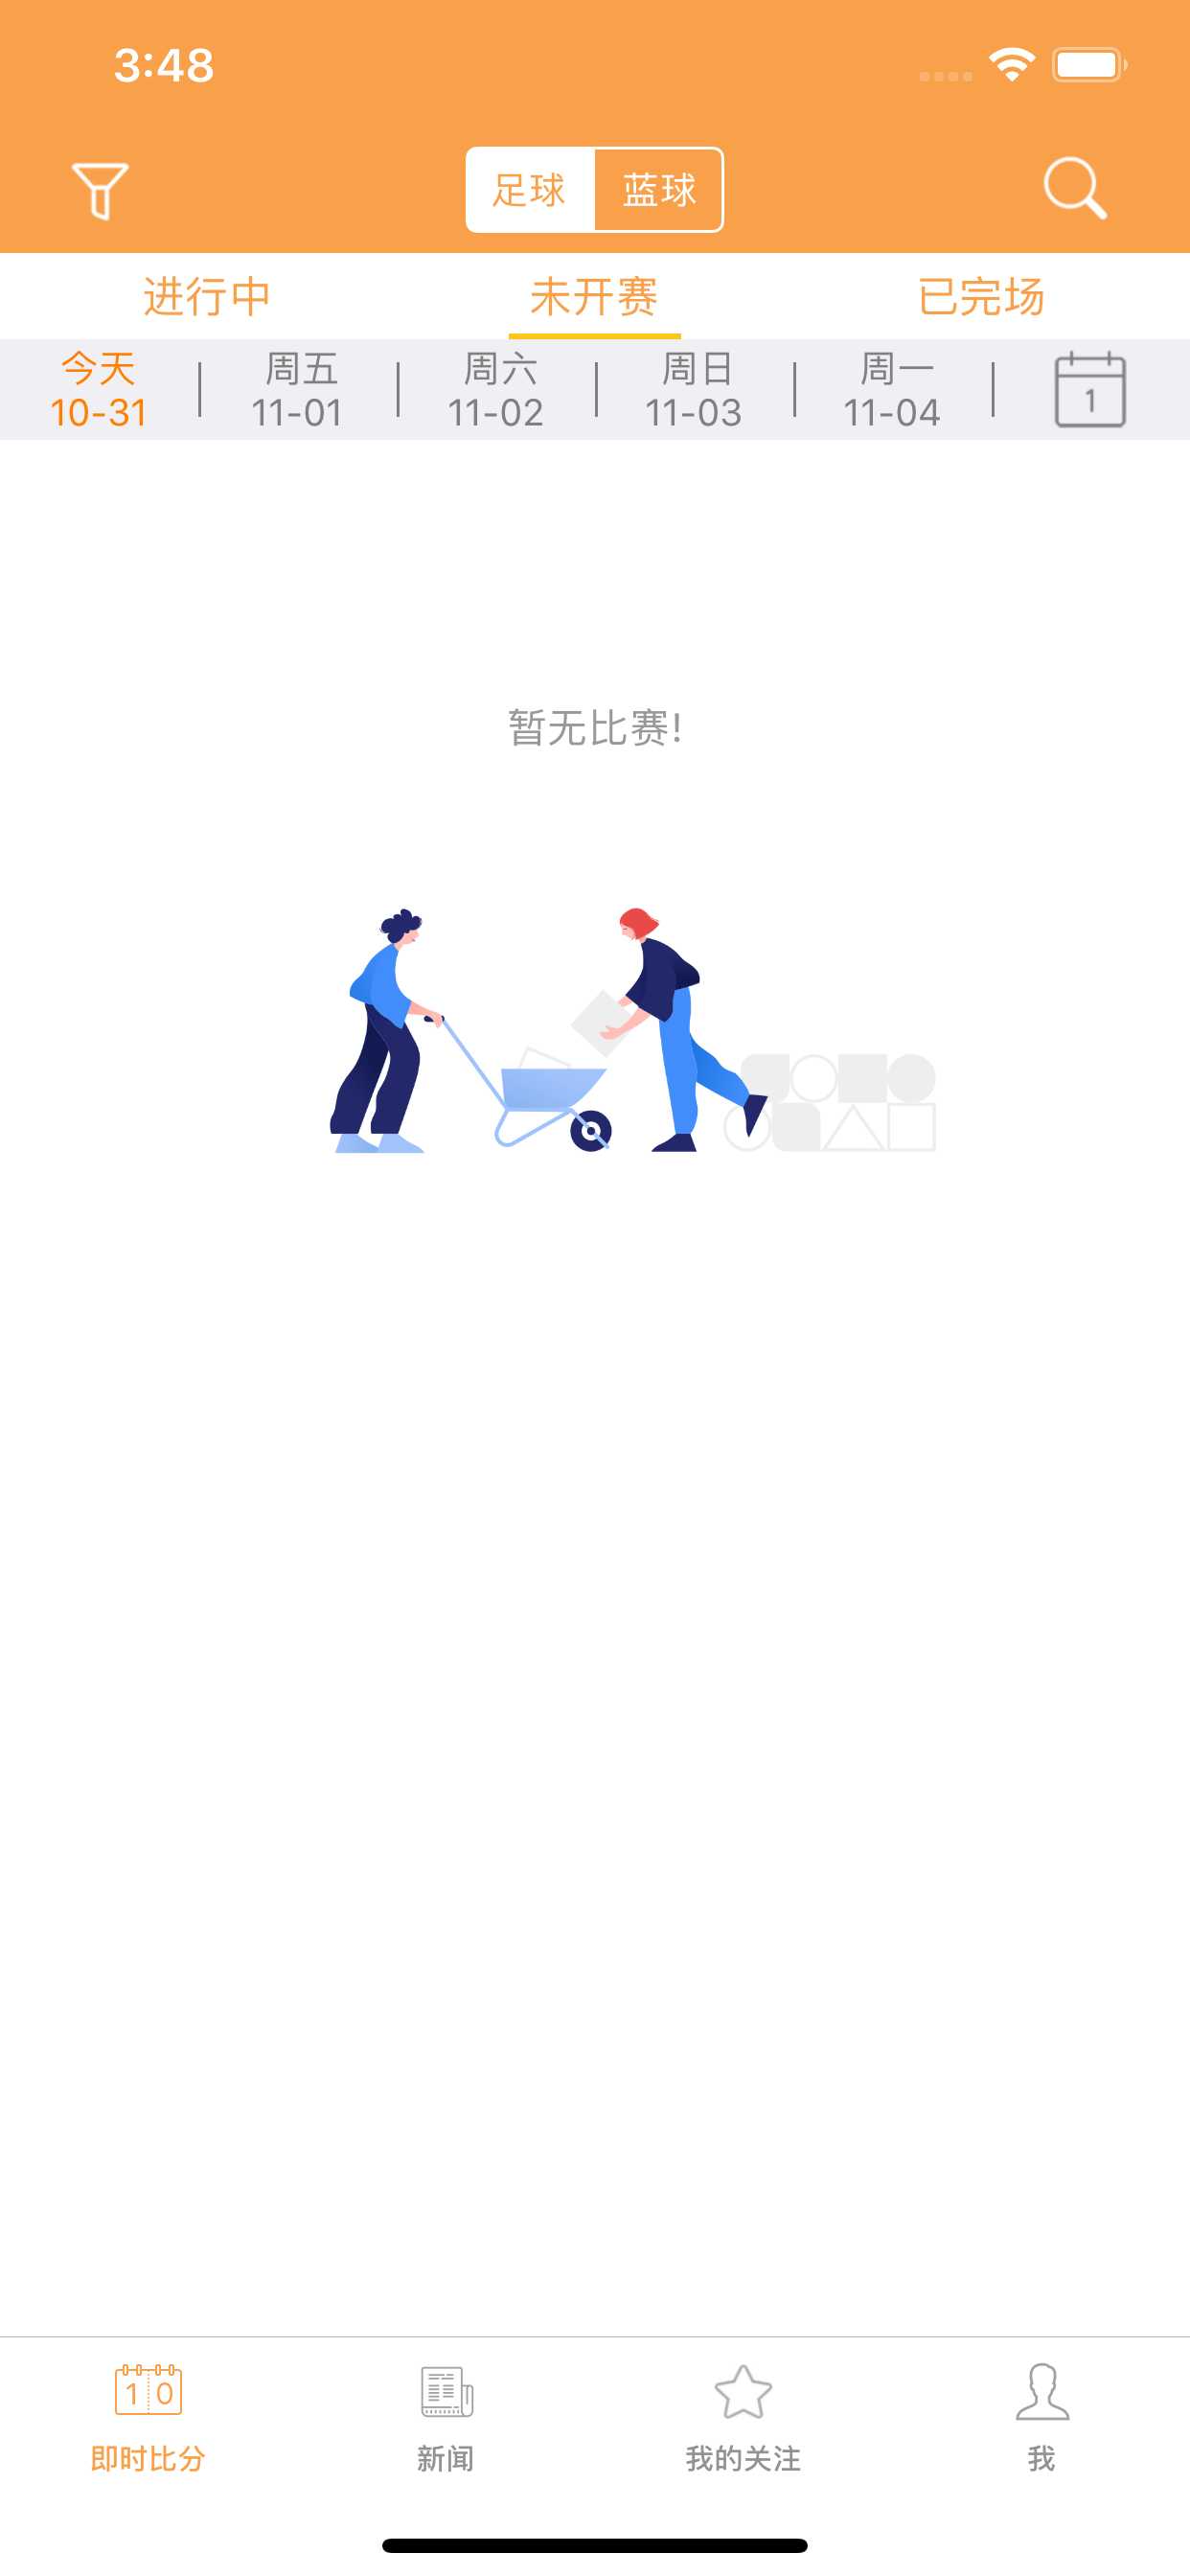 3:48
足球 蓝球
进行中 未开赛 已完场
今天 周五 周六 周日 周一
10-31 11-01 11-02 11-03 11-04 1
暂无比赛!
1 0
即时比分 新闻 我的关注 我